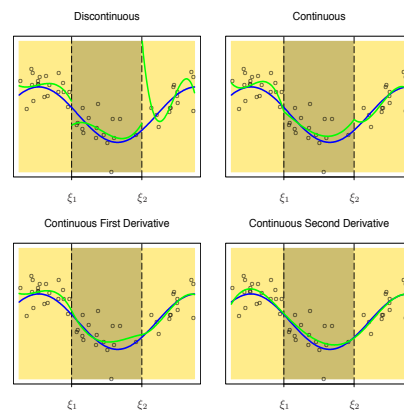 Discontinuous
Continuous
ξ1 ξ2
ξ1 ξ2
Continuous First Derivative
Continuous Second Derivative
ξ1 ξ2
ξ1 ξ2